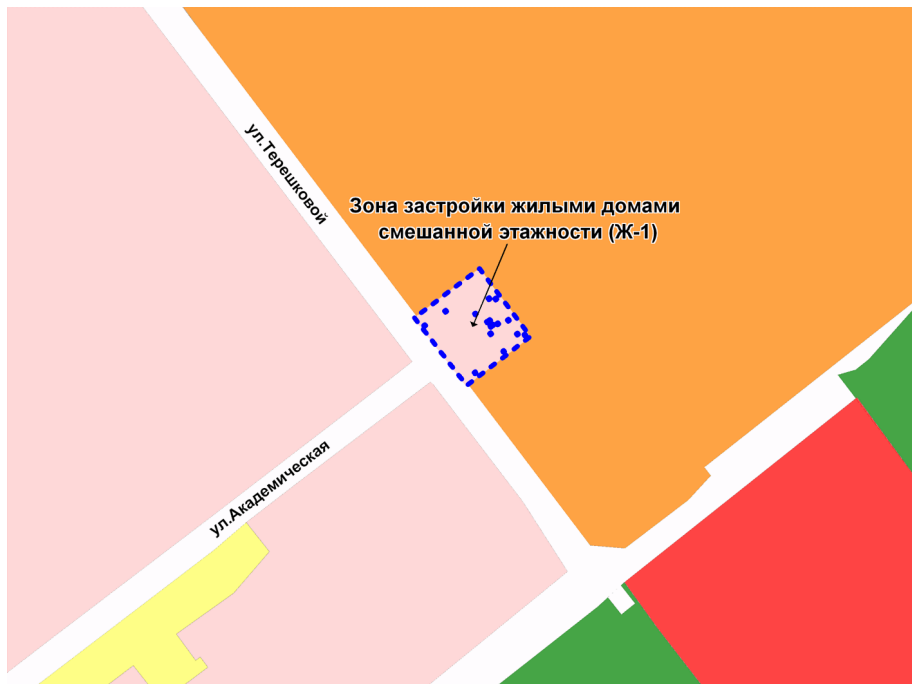 ул.Терешковой
Зона застройки жилыми домами
смешанной этажности (Ж-1)
ул.Академическая